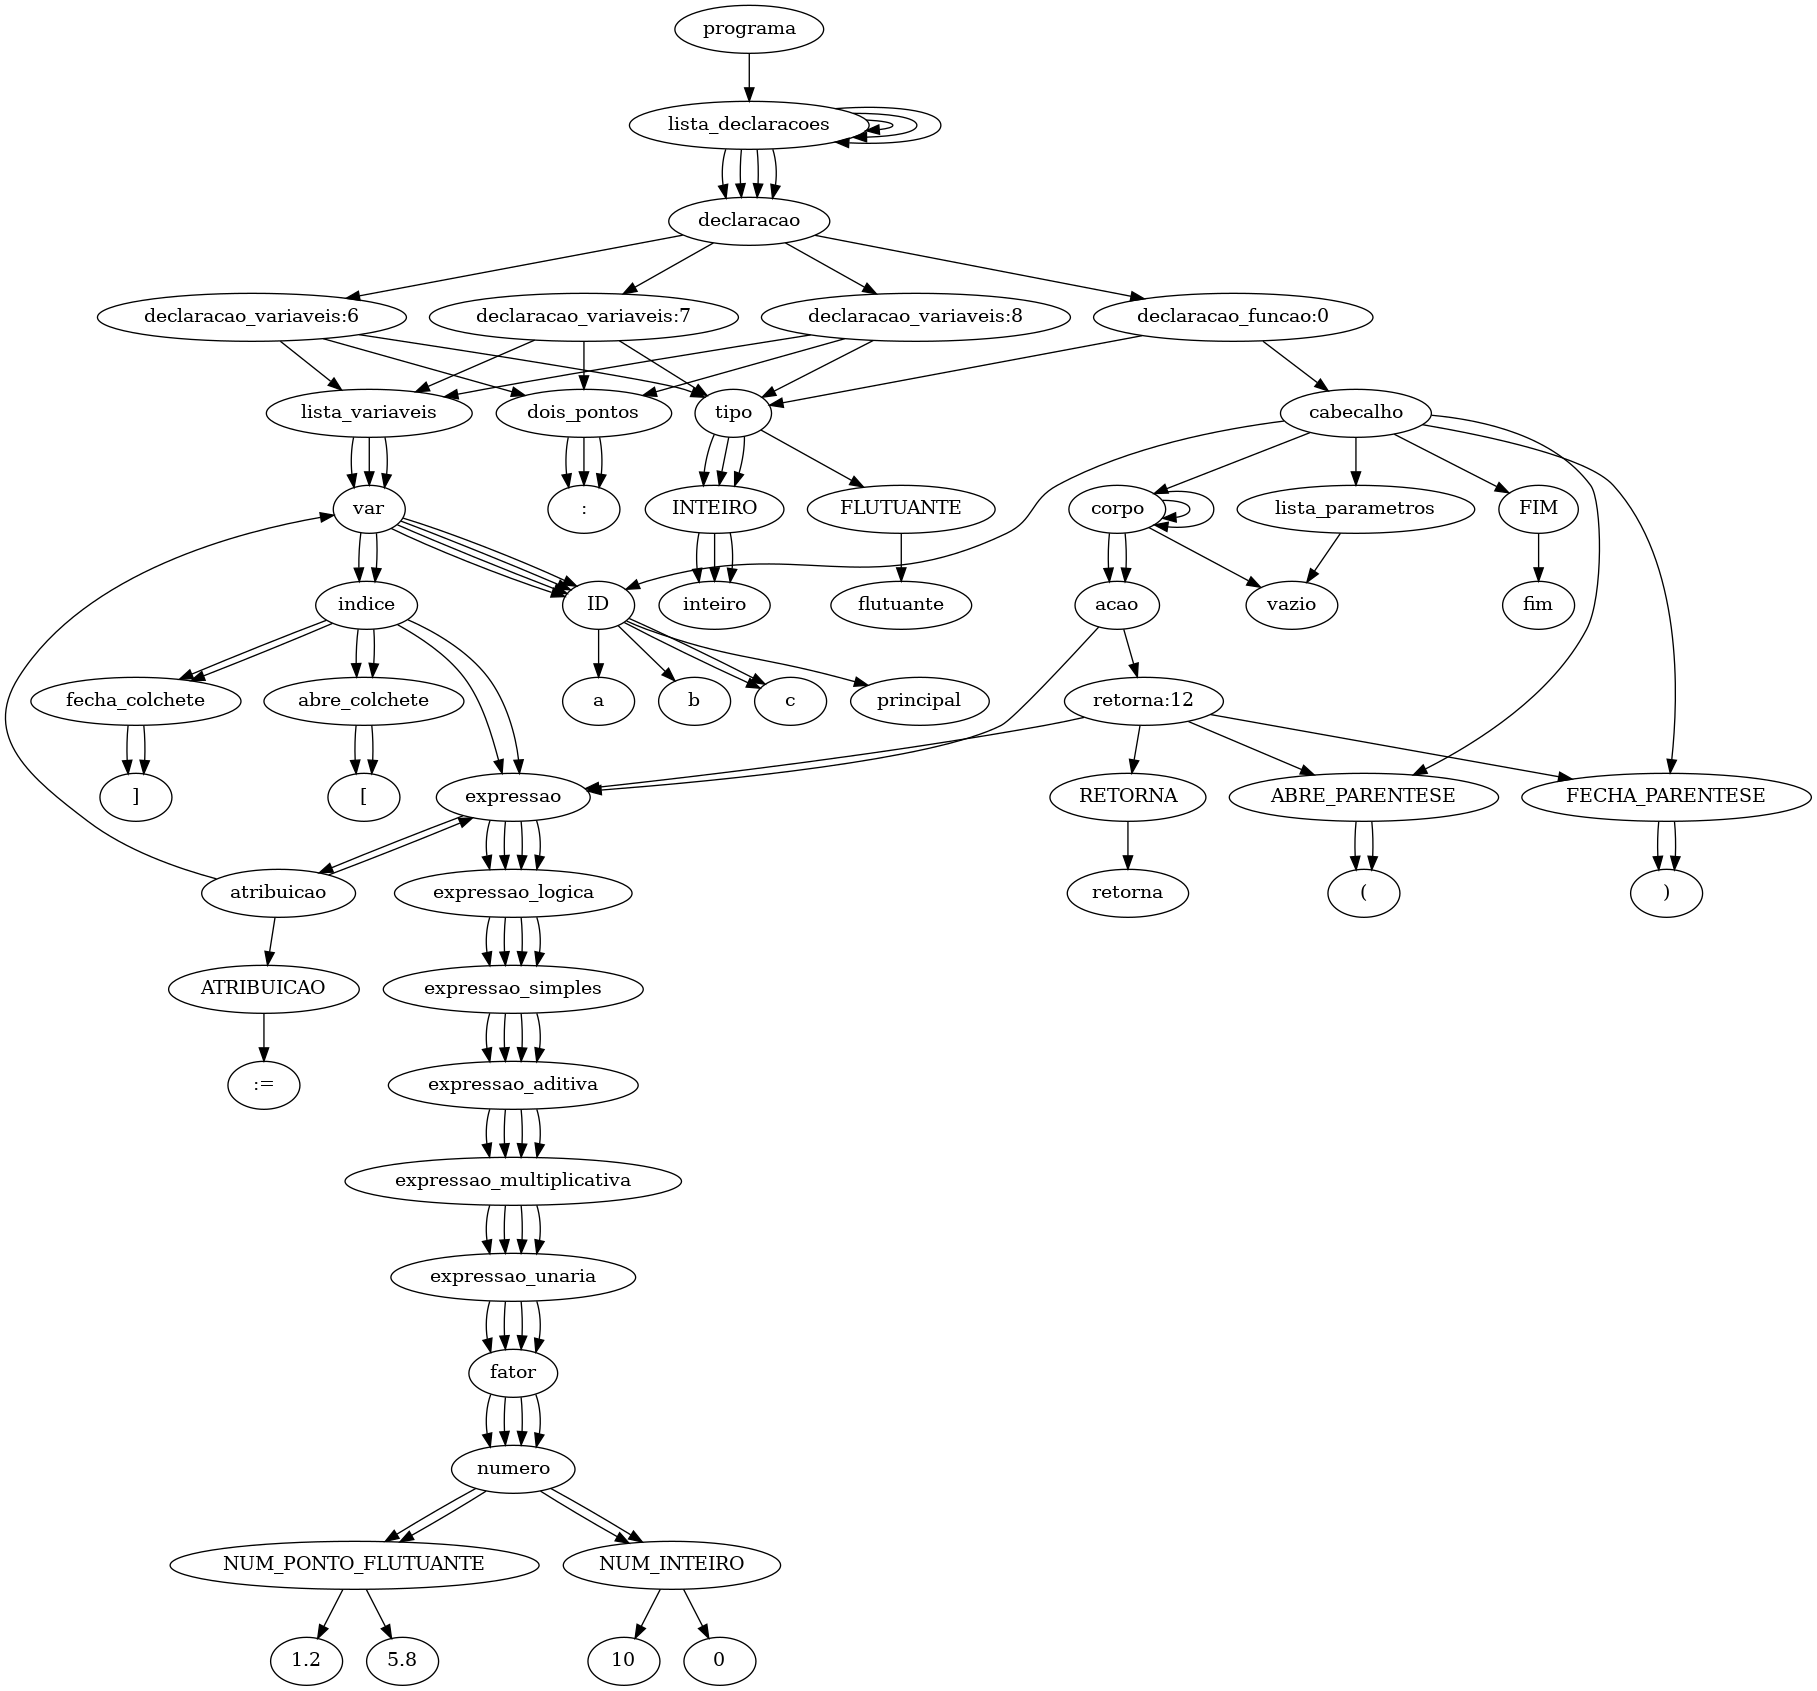 programa
lista_declaracoes
declaracao
declaracao_variaveis:6
declaracao_variaveis:7
declaracao_variaveis:8
declaracao_funcao:0
lista_variaveis
dois_pontos
tipo
cabecalho
var
:
INTEIRO
FLUTUANTE
corpo
lista_parametros
FIM
indice
ID
inteiro
flutuante
acao
vazio
fim
fecha_colchete
abre_colchete
a
b
c
principal
retorna:12
]
[
expressao
RETORNA
ABRE_PARENTESE
FECHA_PARENTESE
atribuicao
expressao_logica
retorna
(
)
ATRIBUICAO
expressao_simples
:=
expressao_aditiva
expressao_multiplicativa
expressao_unaria
fator
numero
NUM_PONTO_FLUTUANTE
NUM_INTEIRO
1.2
5.8
10
0